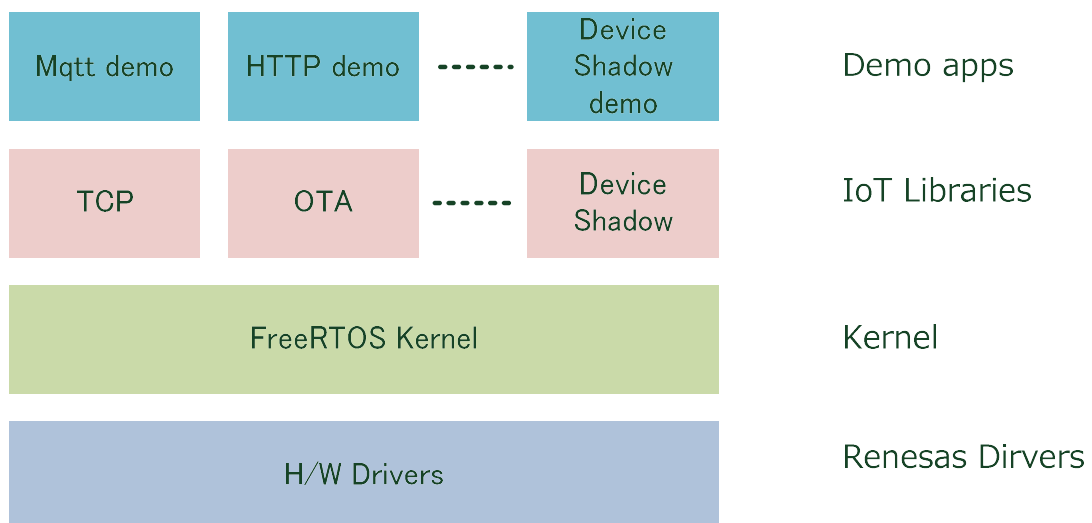 Mqtt demo
HTTP demo
Device
Shadow
demo
Demo apps
TCP
OTA
Device
Shadow
IoT Libraries
FreeRTOS Kernel
Kernel
H/W Drivers
Renesas Dirvers